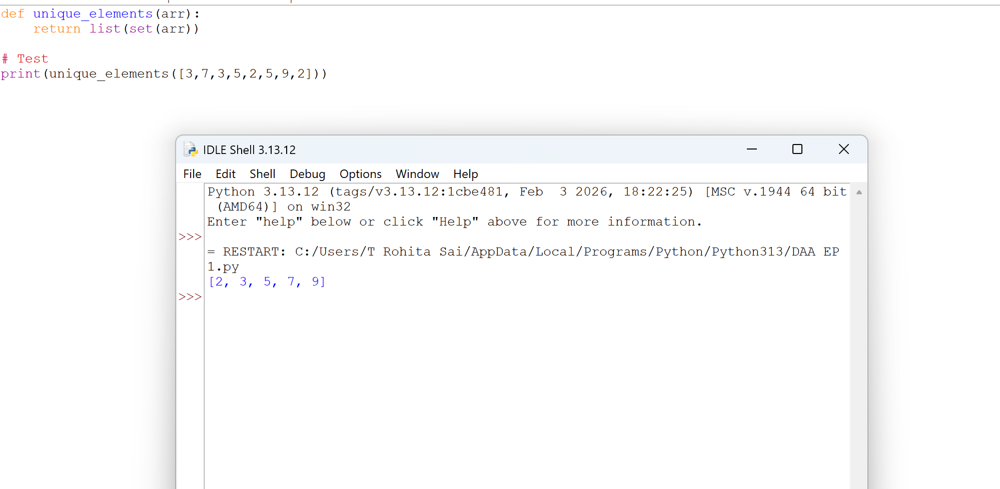 def unique_elements(arr):
    return list(set(arr))
# Test
print(unique_elements([3,7,3,5,2,5,9,2]))
IDLE Shell 3.13.12
File Edit Shell Debug Options Window Help
Python 3.13.12 (tags/v3.13.12:1cbe481, Feb  3 2026, 18:22:25) [MSC v.1944 64 bit
 (AMD64)] on win32
Enter "help" below or click "Help" above for more information.
>>>
= RESTART: C:/Users/T Rohita Sai/AppData/Local/Programs/Python/Python313/DAA EP
1.py
[2, 3, 5, 7, 9]
>>>